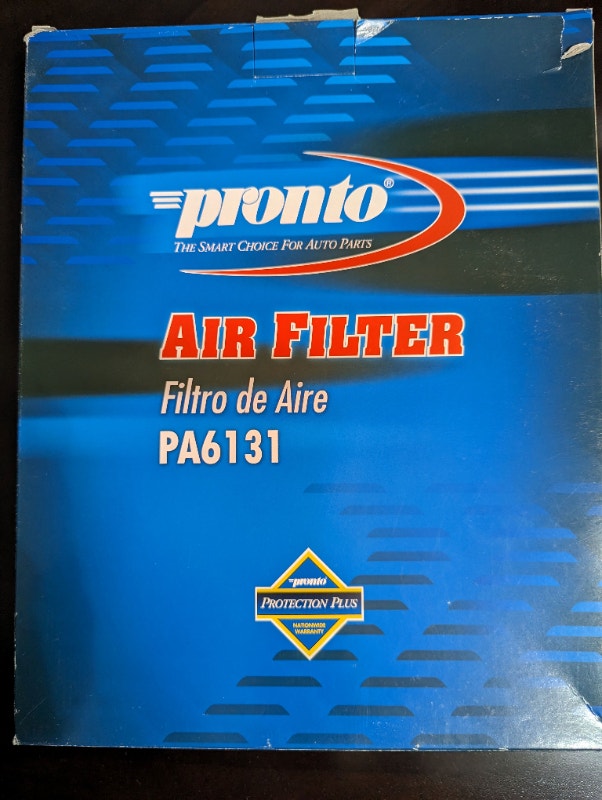 pronto®
THE SMART CHOICE FOR AUTO PARTS
AIR FILTER
Filtro de Aire
PA6131
pronto
PROTECTION PLUS
NATIONWIDE
WARRANTY